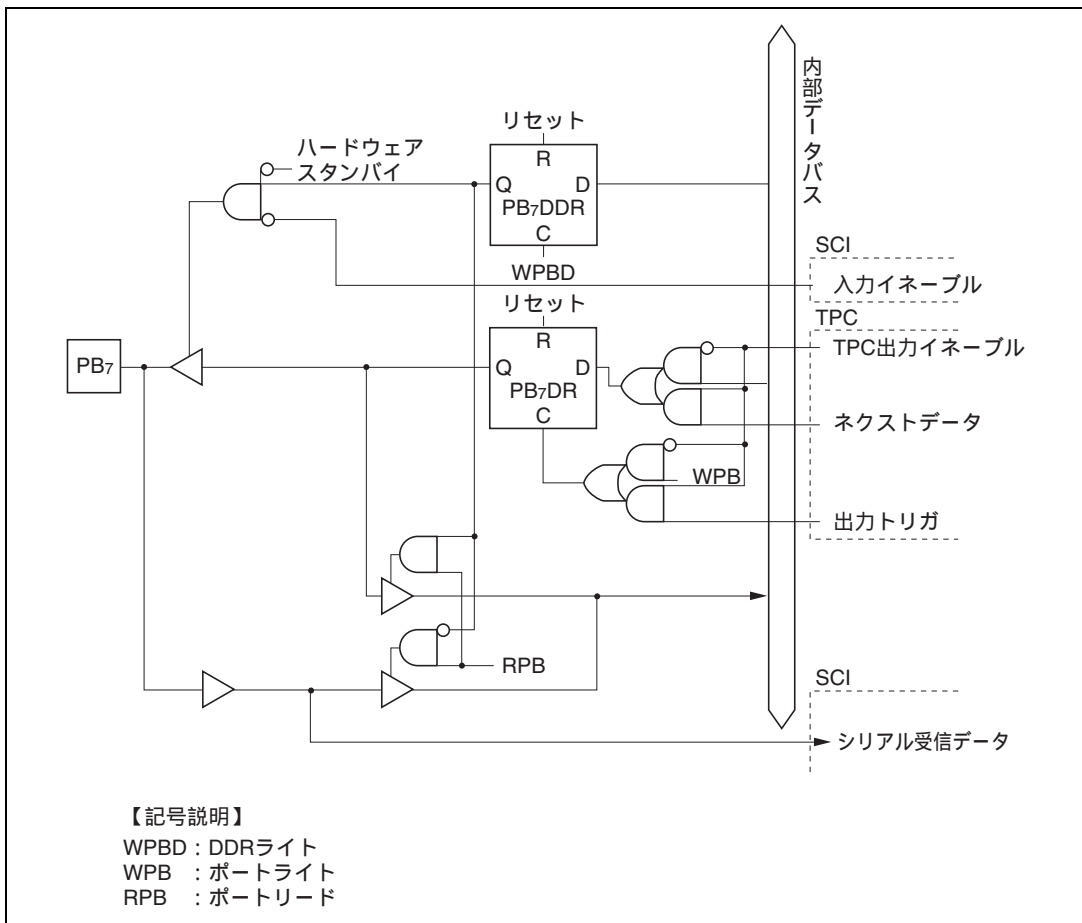 リセット
ハードウェア
スタンバイ
R
Q
D
PB7DDR
C
WPBD
内部データバス
SCI
入力イネーブル
リセット
R
Q
D
PB7DR
C
PB7
TPC
TPC出力イネーブル
ネクストデータ
WPB
出力トリガ
RPB
SCI
シリアル受信データ
【記号説明】
WPBD：DDRライト
WPB ：ポートライト
RPB ：ポートリード